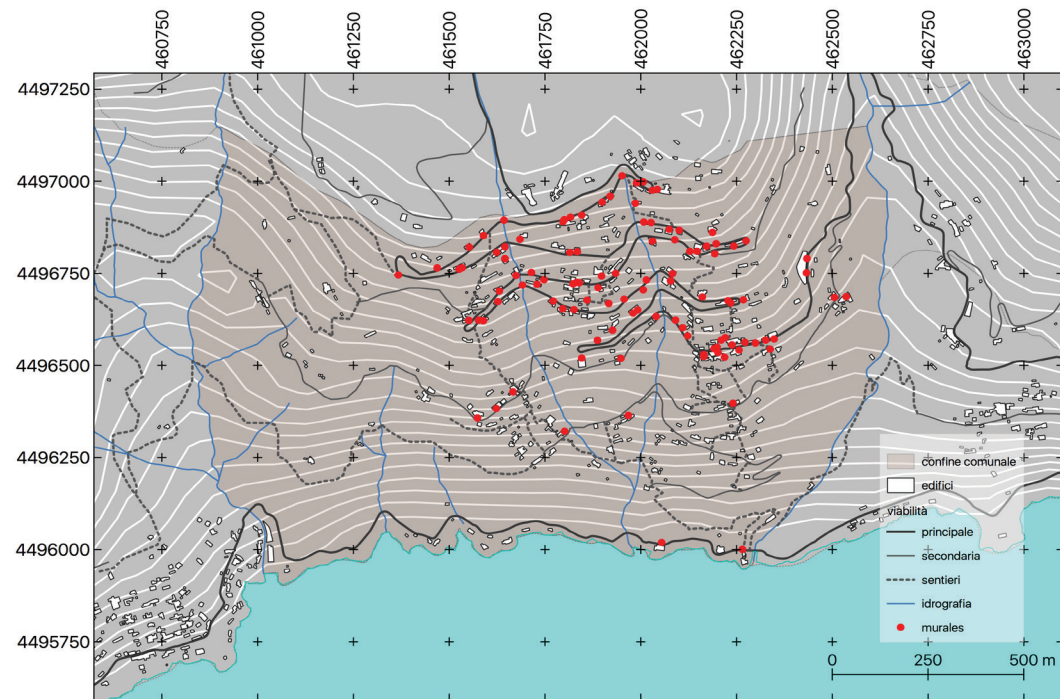 460750
461000
461250
461500
461750
462000
462250
462500
462750
463000
4497250
4497000
4496750
4496500
4496250
4496000
4495750
confine comunale
edifici
viabilità
principale
secondaria
sentieri
idrografia
murales
0 250 500 m